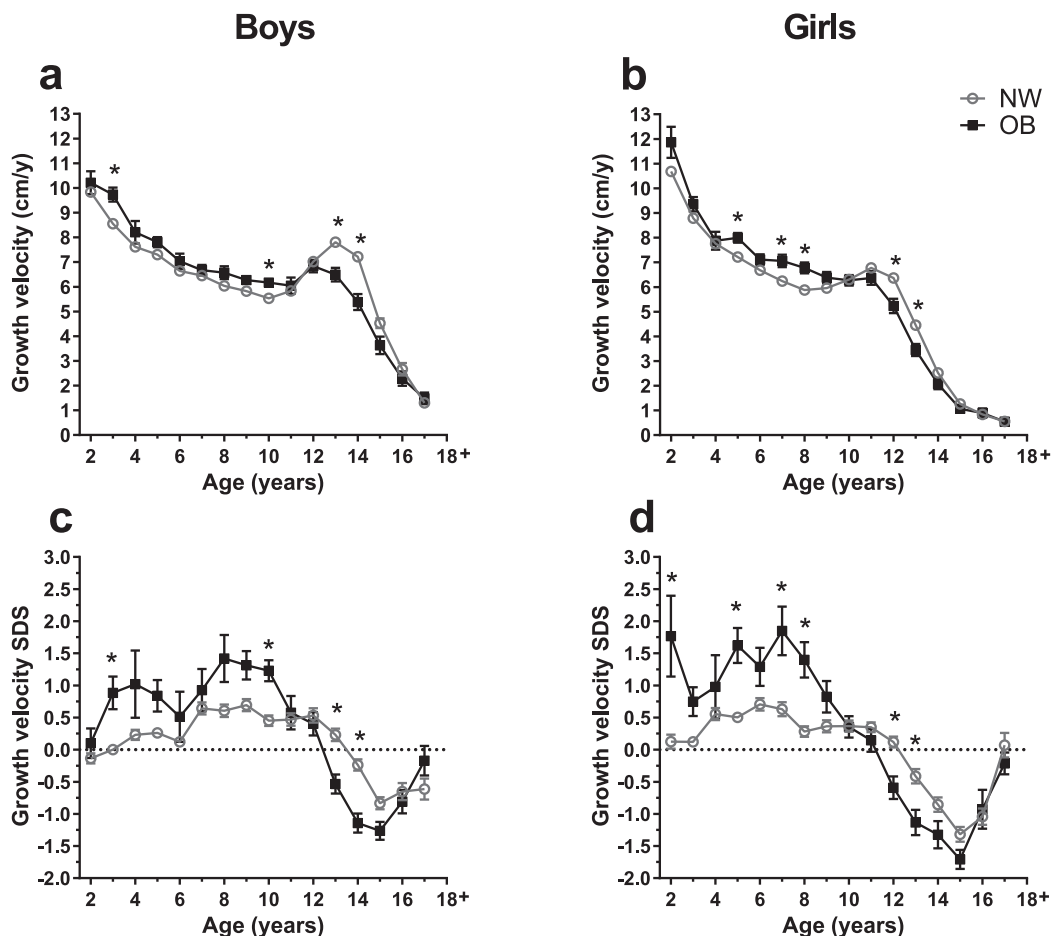 Boys
Girls
a
b
NW
OB
13
12
11
10
9
8
7
6
5
4
3
2
1
0
Growth velocity (cm/y)
* * * *
2 4 6 8 10 12 14 16 18+
Age (years)
13
12
11
10
9
8
7
6
5
4
3
2
1
0
Growth velocity (cm/y)
* * * * *
2 4 6 8 10 12 14 16 18+
Age (years)
c
d
3.0
2.5
2.0
1.5
1.0
0.5
0.0
-0.5
-1.0
-1.5
-2.0
Growth velocity SDS
* * * *
2 4 6 8 10 12 14 16 18+
Age (years)
3.0
2.5
2.0
1.5
1.0
0.5
0.0
-0.5
-1.0
-1.5
-2.0
Growth velocity SDS
* * * * * *
2 4 6 8 10 12 14 16 18+
Age (years)